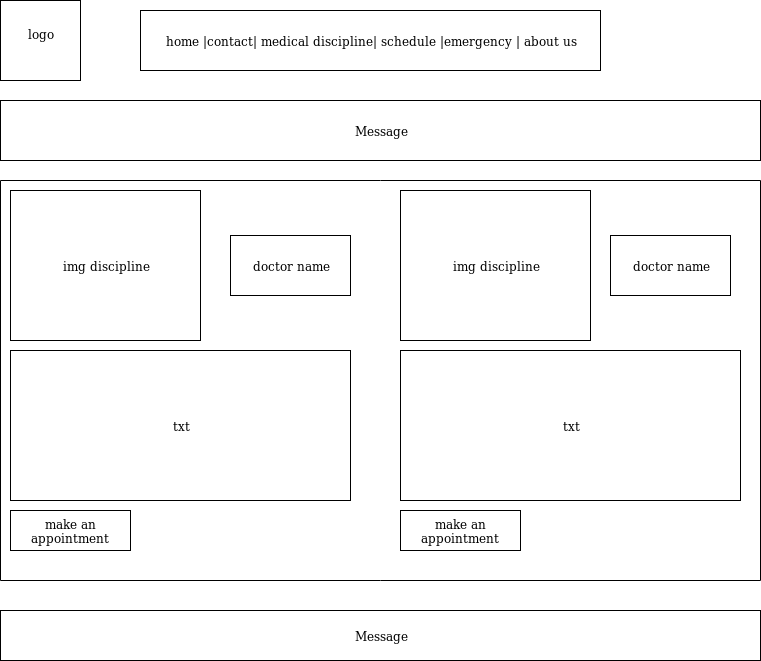 logo
home |contact| medical discipline| schedule |emergency | about us
Message
img discipline
doctor name
img discipline
doctor name
txt
txt
make an
appointment
make an
appointment
Message